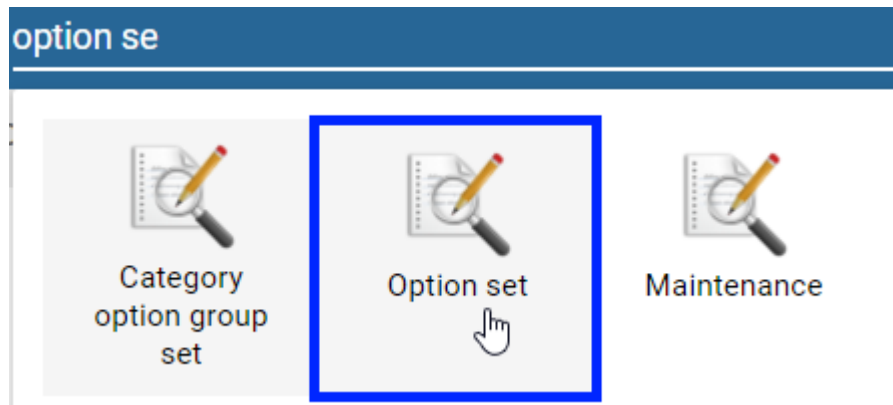 option se
Category
option group
set
Option set
Maintenance